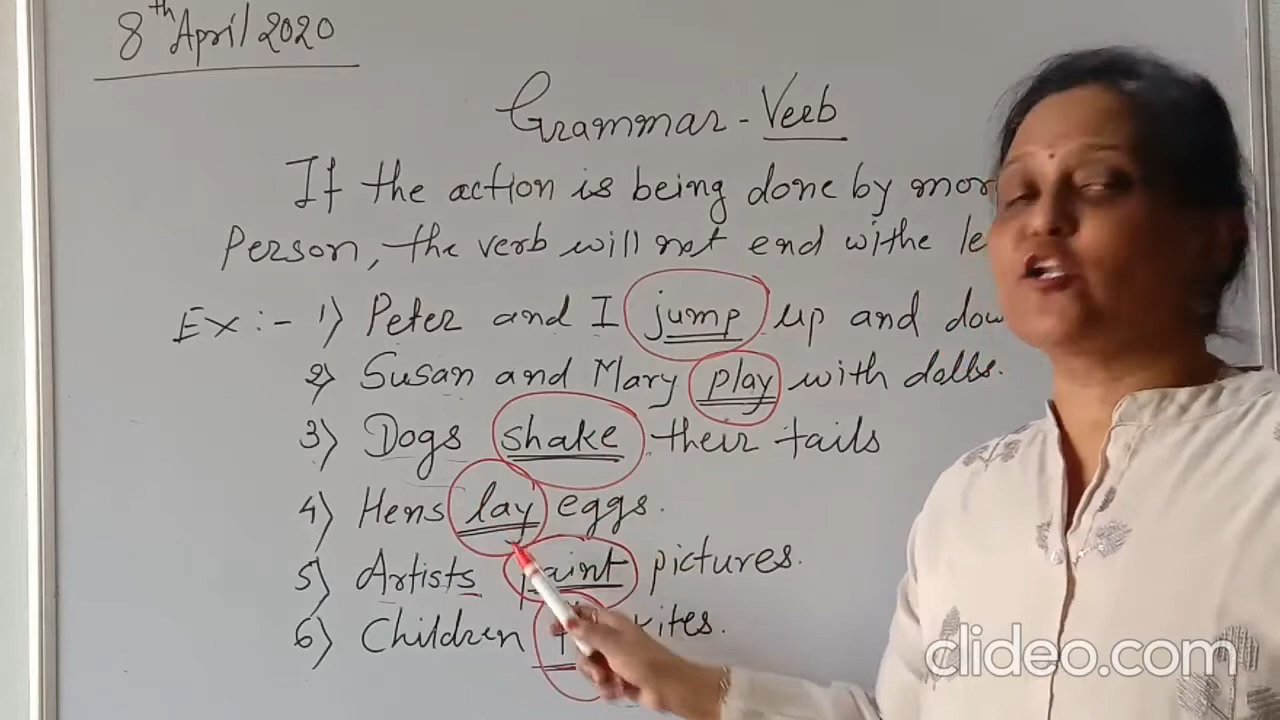 8th April 2020
Grammar - Verb
If the action is being done by mor
Person, the verb will not end withe le
Ex :- 1) Peter and I jump up and dow
2) Susan and Mary play with dolls.
3) Dogs shake their tails
4) Hens lay eggs.
5) Artists paint pictures.
6) Children kites.
clideo.com